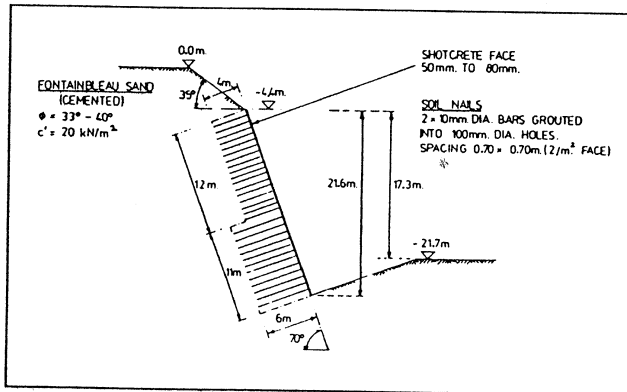 0.0m.
SHOTCRETE FACE
50mm. TO 80mm.
FONTAINBLEAU SAND
(CEMENTED)
ϕ = 33° - 40°
c' = 20 kN/m²
4m
39°
-4,4m.
SOIL NAILS
2 × 10mm. DIA. BARS GROUTED
INTO 100mm. DIA. HOLES.
SPACING 0.70 × 0.70m. (2/m² FACE)
12m.
21.6m.
17.3m.
-21.7m
11m
6m
70°